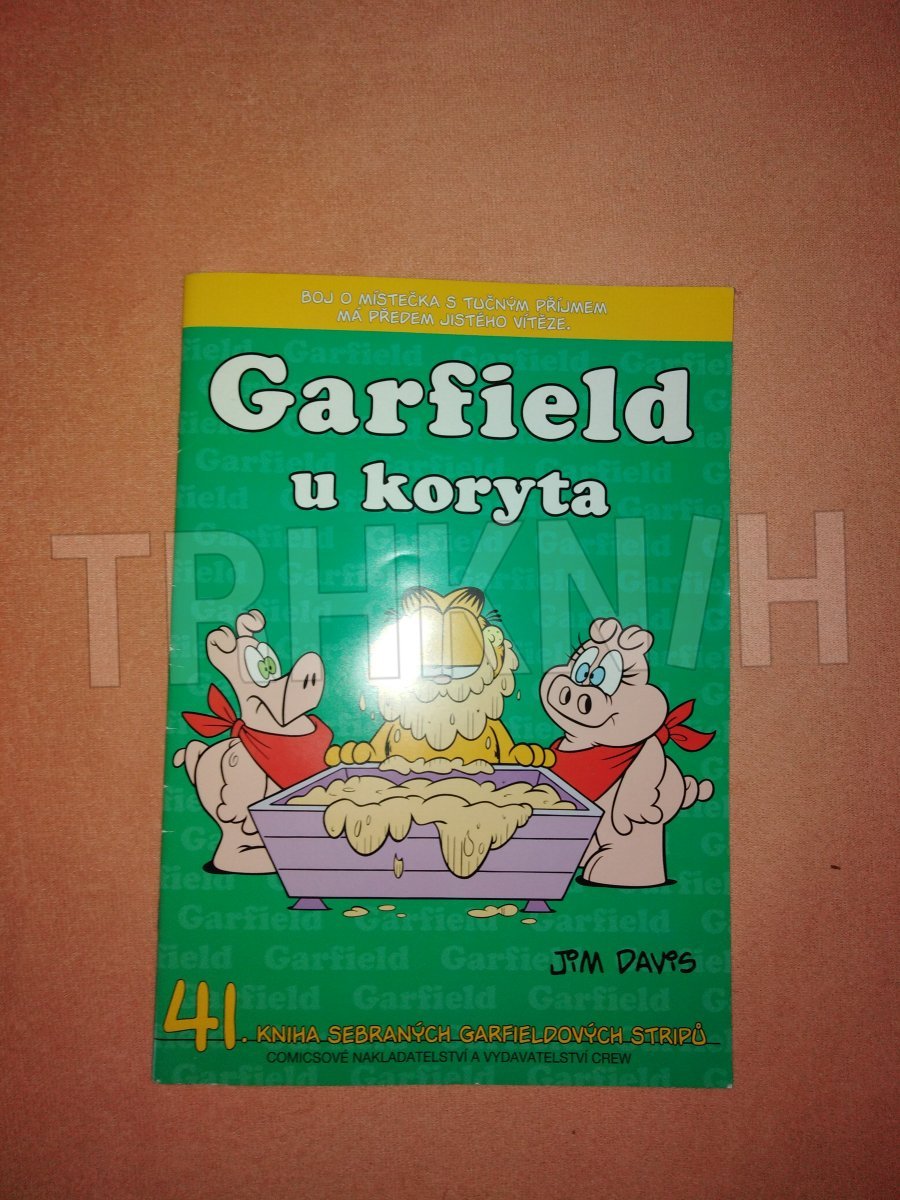 BOJ O MÍSTEČKA S TUČNÝM PŘÍJMEM
MÁ PŘEDEM JISTÉHO VÍTĚZE.
Garfield
u koryta
JIM DAVIS
41. KNIHA SEBRANÝCH GARFIELDOVÝCH STRIPŮ
COMICSOVÉ NAKLADATELSTVÍ A VYDAVATELSTVÍ CREW